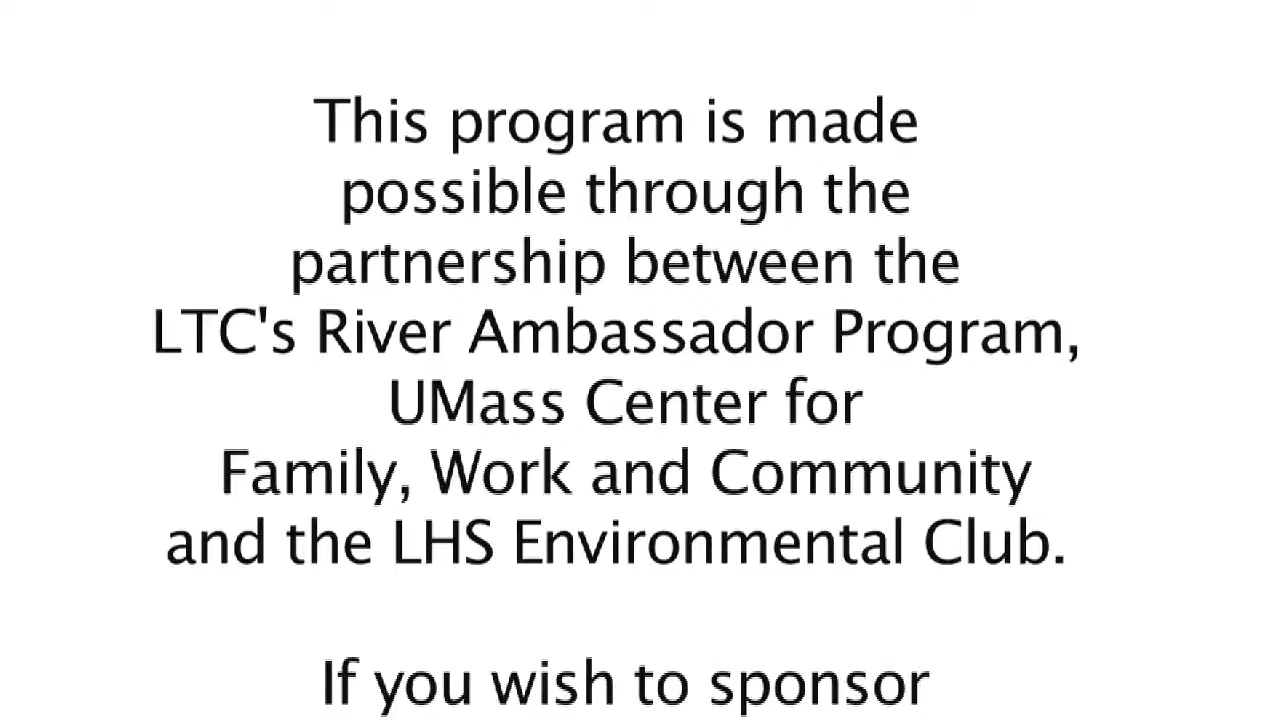 This program is made
possible through the
partnership between the
LTC's River Ambassador Program,
UMass Center for
Family, Work and Community
and the LHS Environmental Club.
If you wish to sponsor